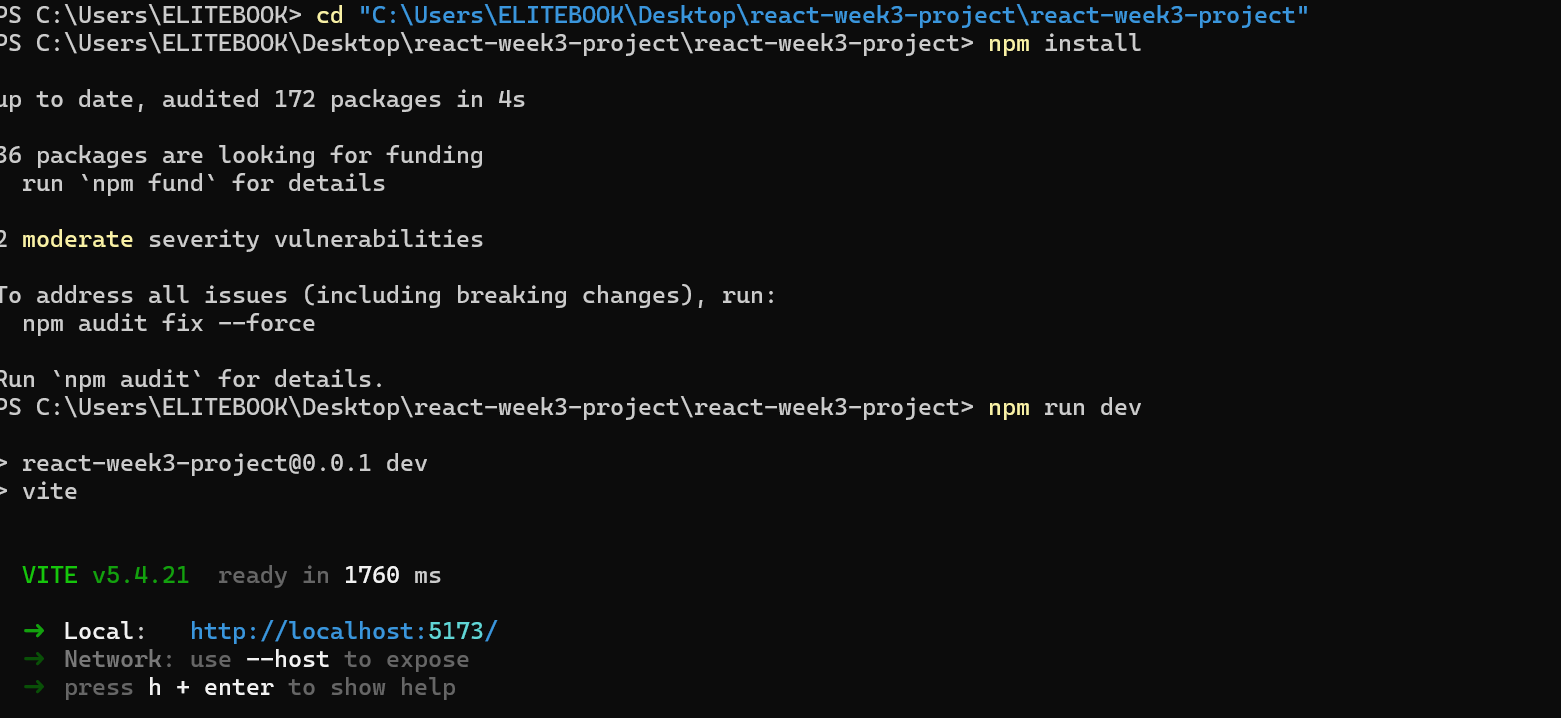 PS C:\Users\ELITEBOOK> cd "C:\Users\ELITEBOOK\Desktop\react-week3-project\react-week3-project"
PS C:\Users\ELITEBOOK\Desktop\react-week3-project\react-week3-project> npm install
up to date, audited 172 packages in 4s
36 packages are looking for funding
  run `npm fund` for details
2 moderate severity vulnerabilities
To address all issues (including breaking changes), run:
  npm audit fix --force
Run `npm audit` for details.
PS C:\Users\ELITEBOOK\Desktop\react-week3-project\react-week3-project> npm run dev
> react-week3-project@0.0.1 dev
> vite
  VITE v5.4.21  ready in 1760 ms
  ➜  Local:   http://localhost:5173/
  ➜  Network: use --host to expose
  ➜  press h + enter to show help